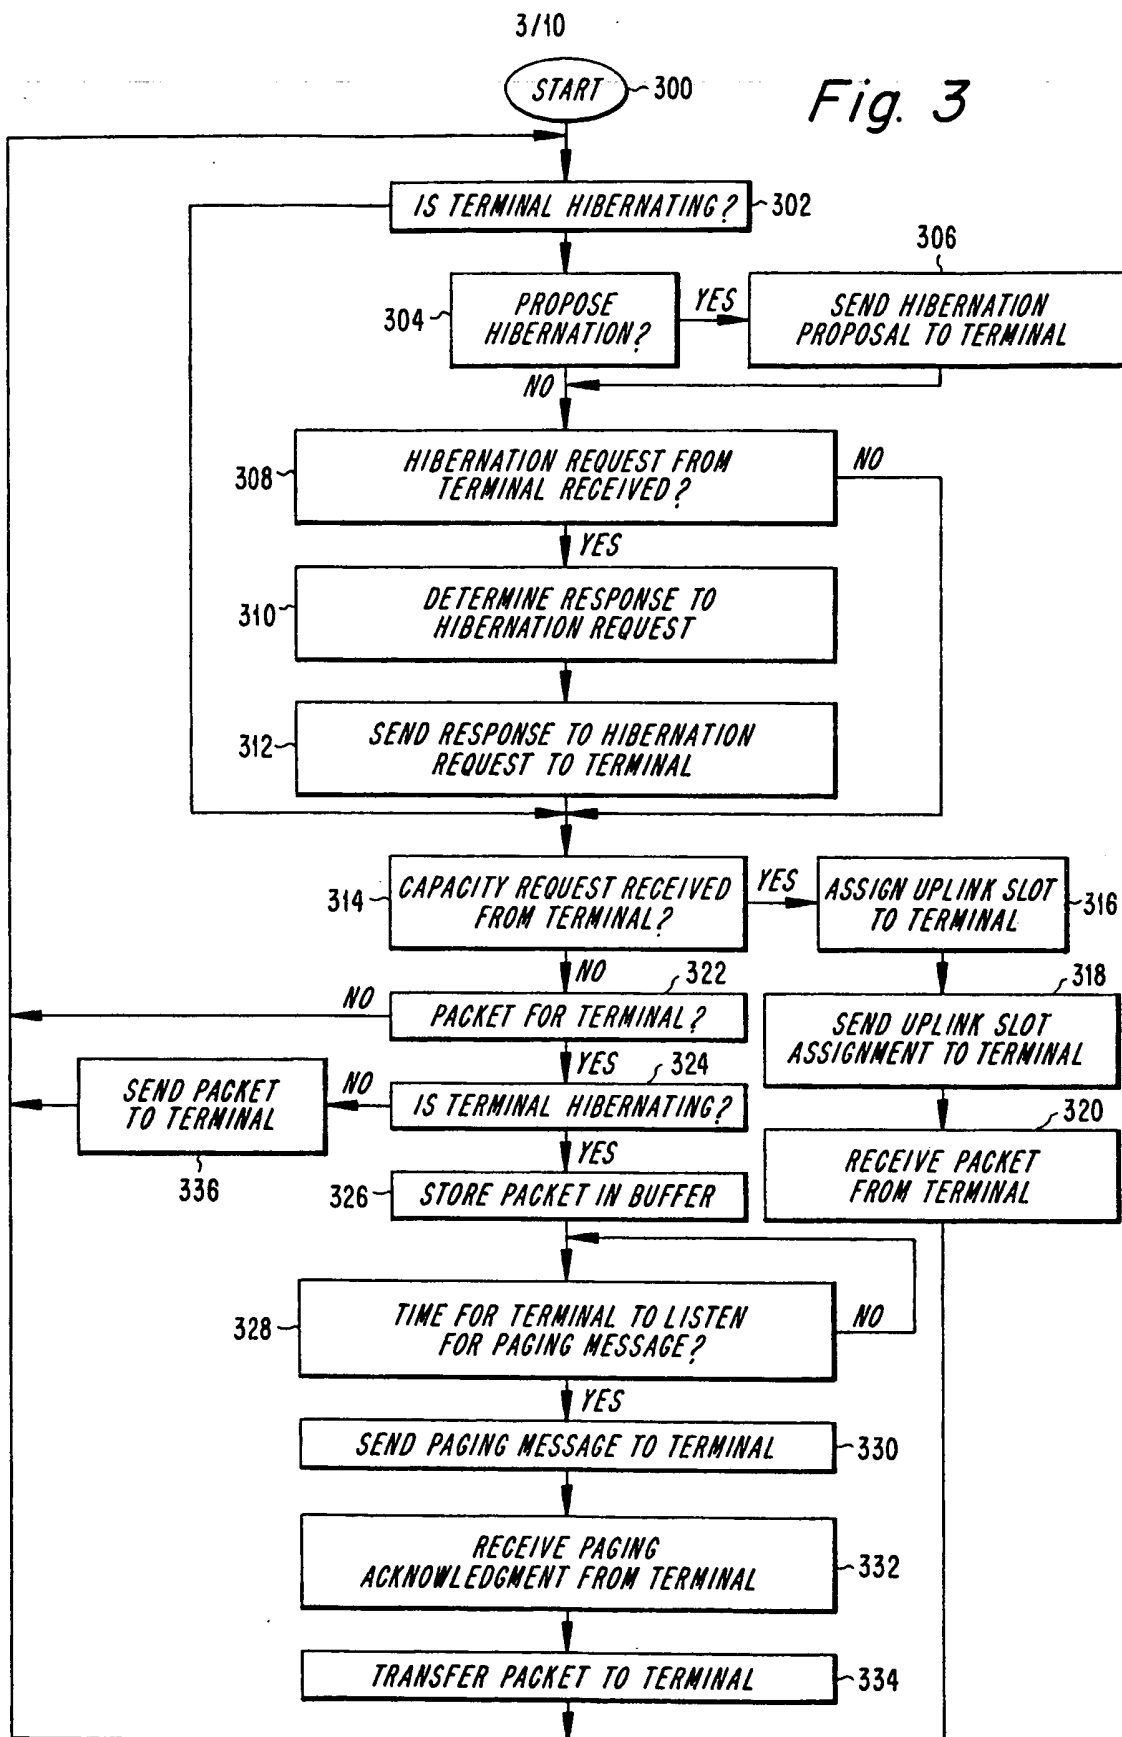 3/10
START
300
Fig. 3
IS TERMINAL HIBERNATING?
302
306
304
PROPOSE
HIBERNATION?
YES
SEND HIBERNATION
PROPOSAL TO TERMINAL
NO
308
HIBERNATION REQUEST FROM
TERMINAL RECEIVED?
NO
YES
310
DETERMINE RESPONSE TO
HIBERNATION REQUEST
312
SEND RESPONSE TO HIBERNATION
REQUEST TO TERMINAL
314
CAPACITY REQUEST RECEIVED
FROM TERMINAL?
YES
ASSIGN UPLINK SLOT
TO TERMINAL
316
NO
322
318
NO
PACKET FOR TERMINAL?
SEND UPLINK SLOT
ASSIGNMENT TO TERMINAL
YES
324
SEND PACKET
TO TERMINAL
NO
IS TERMINAL HIBERNATING?
320
336
YES
RECEIVE PACKET
FROM TERMINAL
326
STORE PACKET IN BUFFER
328
TIME FOR TERMINAL TO LISTEN
FOR PAGING MESSAGE?
NO
YES
SEND PAGING MESSAGE TO TERMINAL
330
RECEIVE PAGING
ACKNOWLEDGMENT FROM TERMINAL
332
TRANSFER PACKET TO TERMINAL
334